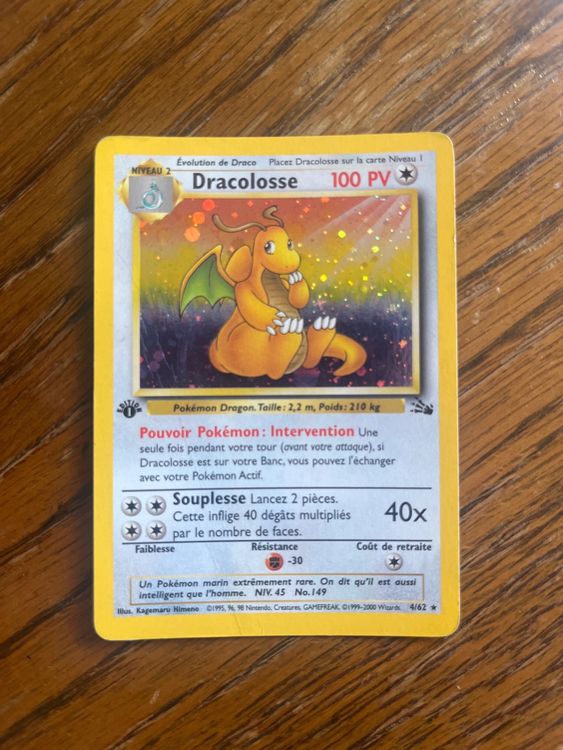 Évolution de Draco Placez Dracolosse sur la carte Niveau 1
NIVEAU 2
Dracolosse 100 PV
EDITION 1
Pokémon Dragon. Taille: 2,2 m, Poids: 210 kg
Pouvoir Pokémon: Intervention Une
seule fois pendant votre tour (avant votre attaque), si
Dracolosse est sur votre Banc, vous pouvez l'échanger
avec votre Pokémon Actif.
Souplesse Lancez 2 pièces.
Cette inflige 40 dégâts multipliés
par le nombre de faces.
40x
Faiblesse Résistance Coût de retraite
-30
Un Pokémon marin extrêmement rare. On dit qu'il est aussi
intelligent que l'homme. NIV. 45 No.149
Illus. Kagemaru Himeno ©1995, 96, 98 Nintendo, Creatures, GAMEFREAK. ©1999-2000 Wizards. 4/62 ★